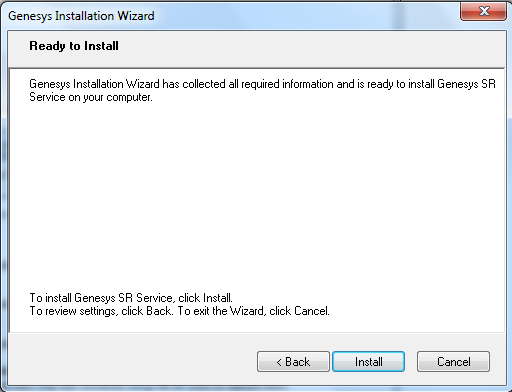 Genesys Installation Wizard
Ready to Install
Genesys Installation Wizard has collected all required information and is ready to install Genesys SR
Service on your computer.
To install Genesys SR Service, click Install.
To review settings, click Back. To exit the Wizard, click Cancel.
< Back
Install
Cancel